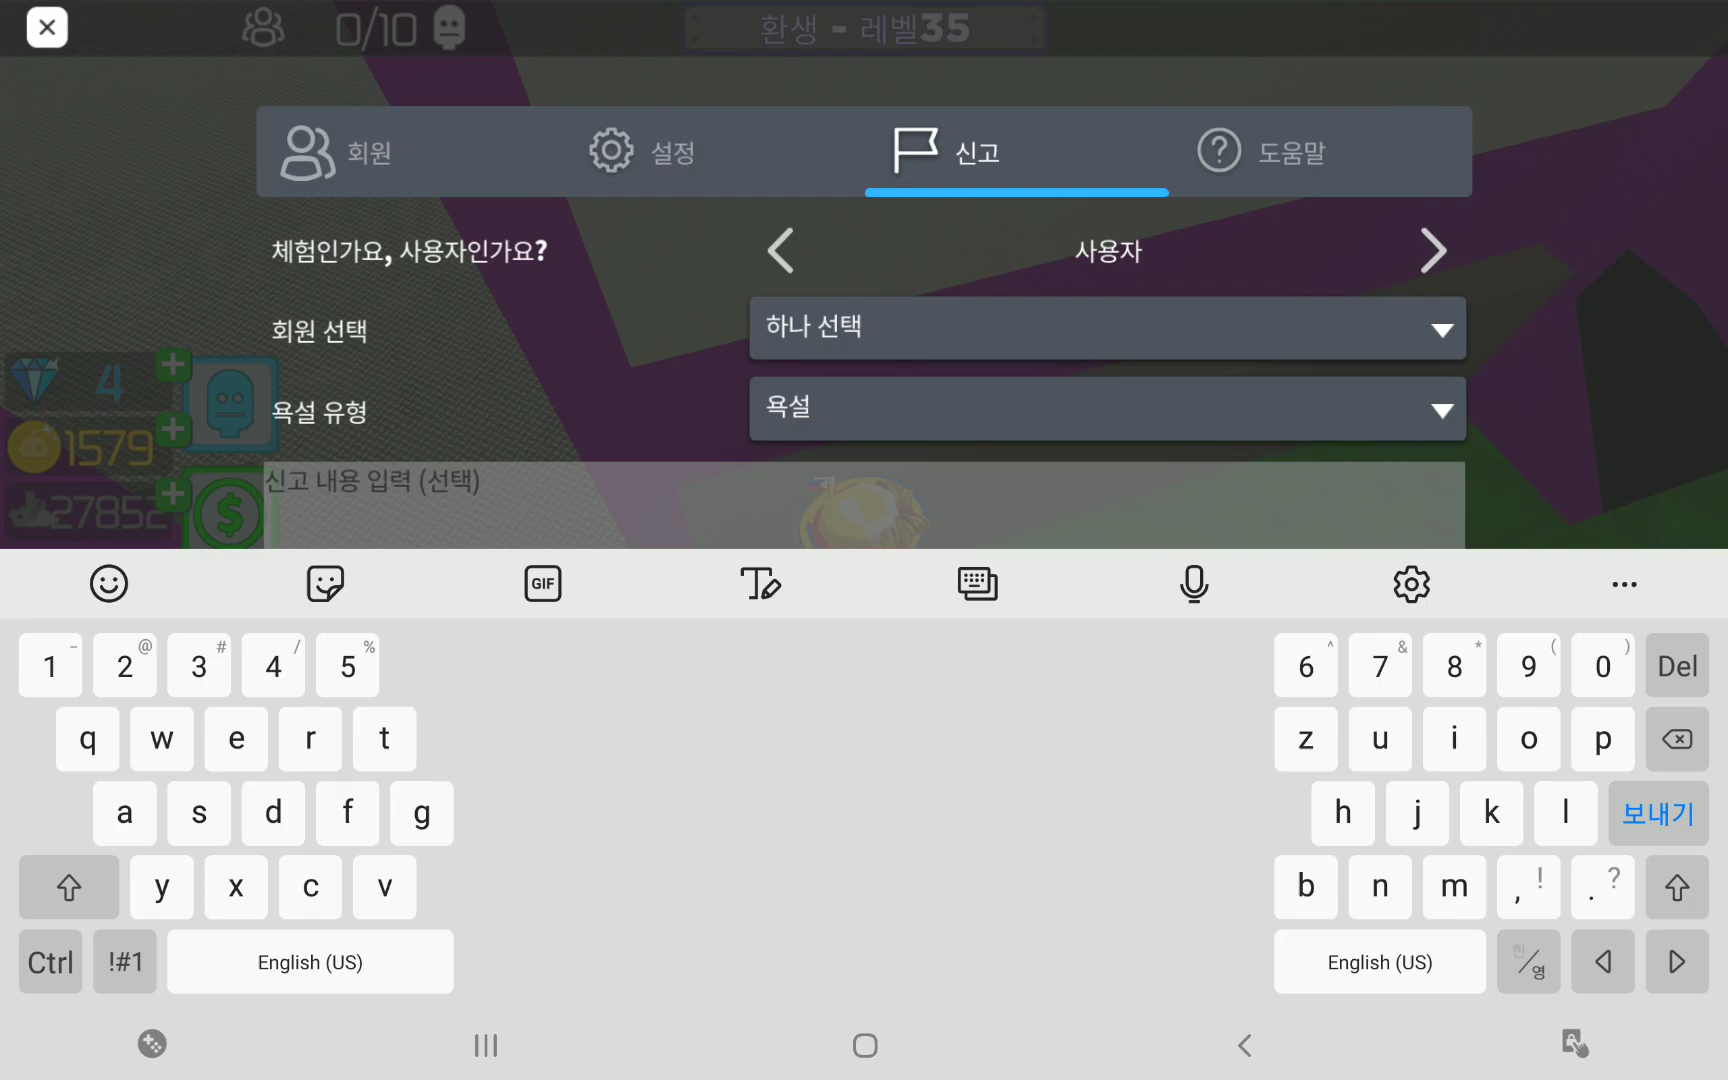 0/10
환생 - 레벨35
회원
설정
신고
도움말
체험인가요, 사용자인가요?
사용자
회원 선택
하나 선택
4
욕설 유형
욕설
1579
신고 내용 입력 (선택)
27852
$
GIF
1 - 2 @ 3 # 4 / 5 %
6 ^ 7 & 8 * 9 ( 0 ) Del
q w e r t
z u i o p
a s d f g
h j k l 보내기
y x c v
b n m , ! . ?
Ctrl !#1 English (US)
English (US) 한/영